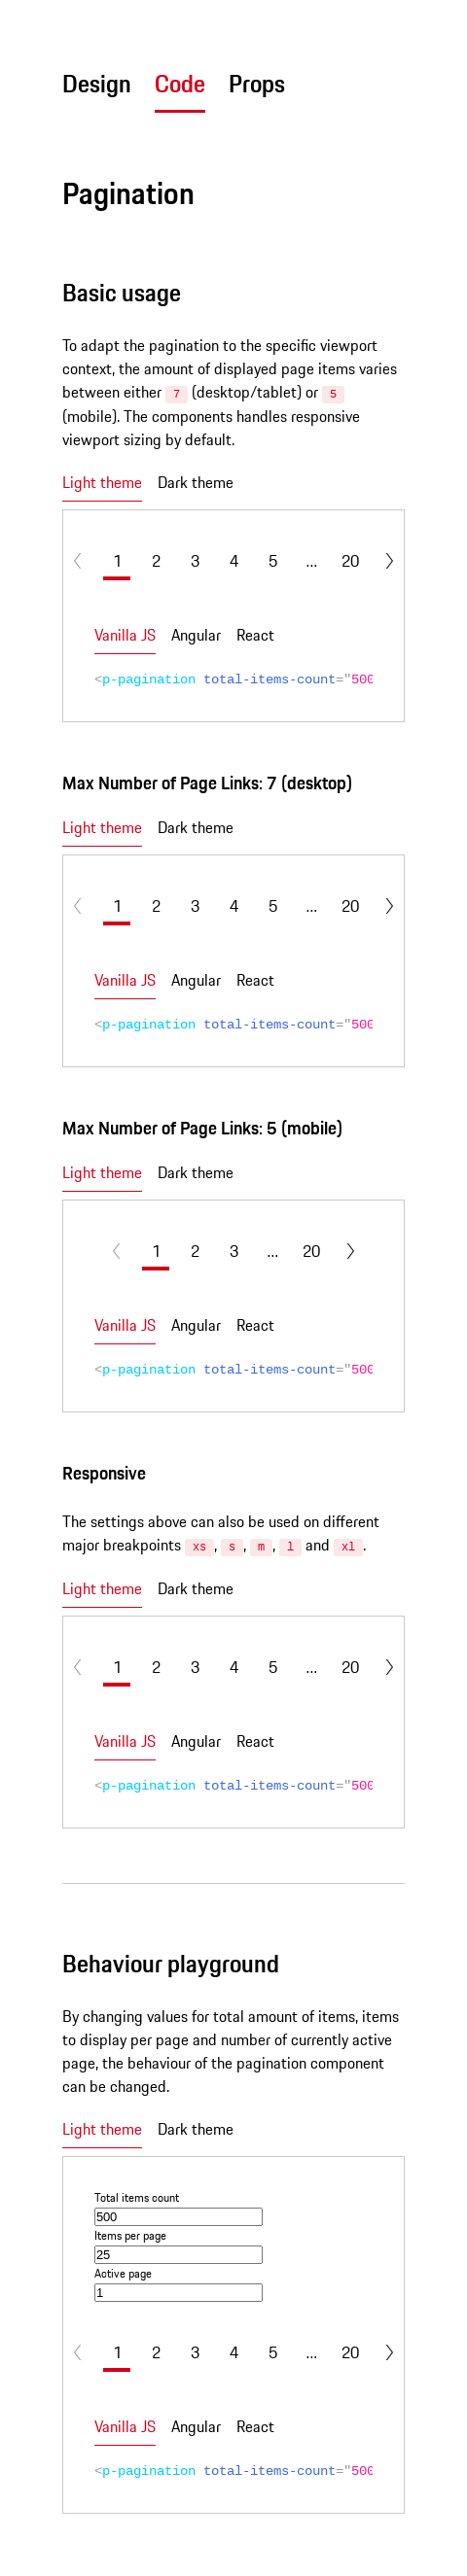 Design Code Props
Pagination
Basic usage
To adapt the pagination to the specific viewport
context, the amount of displayed page items varies
between either 7 (desktop/tablet) or 5
(mobile). The components handles responsive
viewport sizing by default.
Light theme Dark theme
1 2 3 4 5 ... 20
Vanilla JS Angular React
<p-pagination total-items-count="500
Max Number of Page Links: 7 (desktop)
Light theme Dark theme
1 2 3 4 5 ... 20
Vanilla JS Angular React
<p-pagination total-items-count="500
Max Number of Page Links: 5 (mobile)
Light theme Dark theme
1 2 3 ... 20
Vanilla JS Angular React
<p-pagination total-items-count="500
Responsive
The settings above can also be used on different
major breakpoints xs, s, m, l and xl.
Light theme Dark theme
1 2 3 4 5 ... 20
Vanilla JS Angular React
<p-pagination total-items-count="500
Behaviour playground
By changing values for total amount of items, items
to display per page and number of currently active
page, the behaviour of the pagination component
can be changed.
Light theme Dark theme
Total items count
500
Items per page
25
Active page
1
1 2 3 4 5 ... 20
Vanilla JS Angular React
<p-pagination total-items-count="500